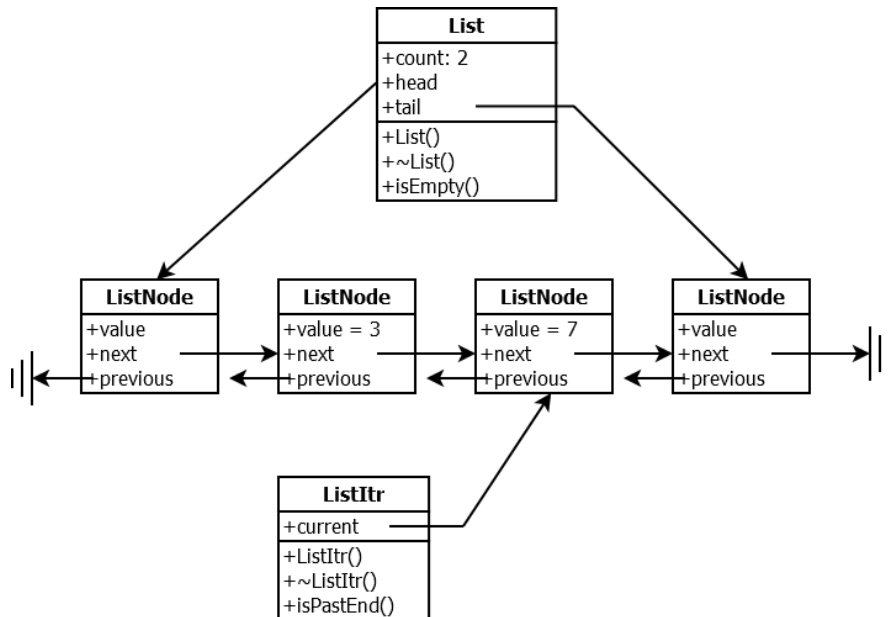 List
+count: 2
+head
+tail
+List()
+~List()
+isEmpty()
ListNode
+value
+next
+previous
ListNode
+value = 3
+next
+previous
ListNode
+value = 7
+next
+previous
ListNode
+value
+next
+previous
ListItr
+current
+ListItr()
+~ListItr()
+isPastEnd()